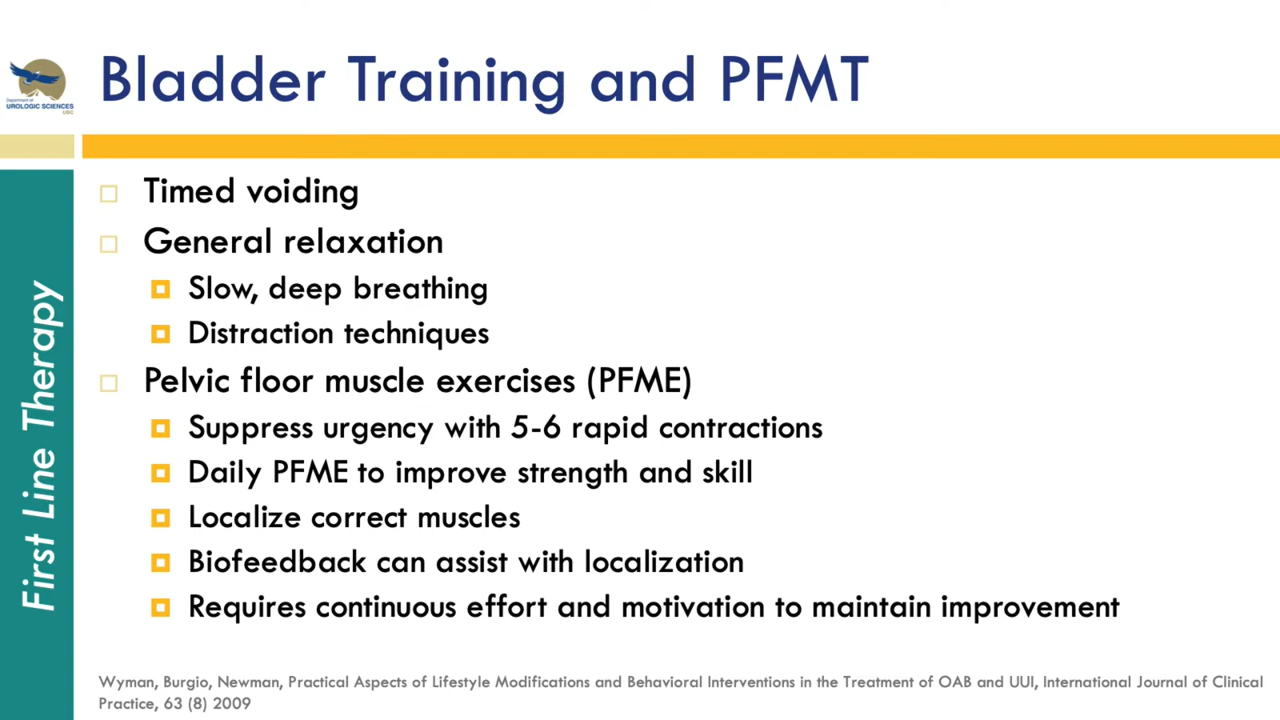 Department of
UROLOGIC SCIENCES
UBC
Bladder Training and PFMT
First Line Therapy
Timed voiding
General relaxation
Slow, deep breathing
Distraction techniques
Pelvic floor muscle exercises (PFME)
Suppress urgency with 5-6 rapid contractions
Daily PFME to improve strength and skill
Localize correct muscles
Biofeedback can assist with localization
Requires continuous effort and motivation to maintain improvement
Wyman, Burgio, Newman, Practical Aspects of Lifestyle Modifications and Behavioral Interventions in the Treatment of OAB and UUI, International Journal of Clinical
Practice, 63 (8) 2009